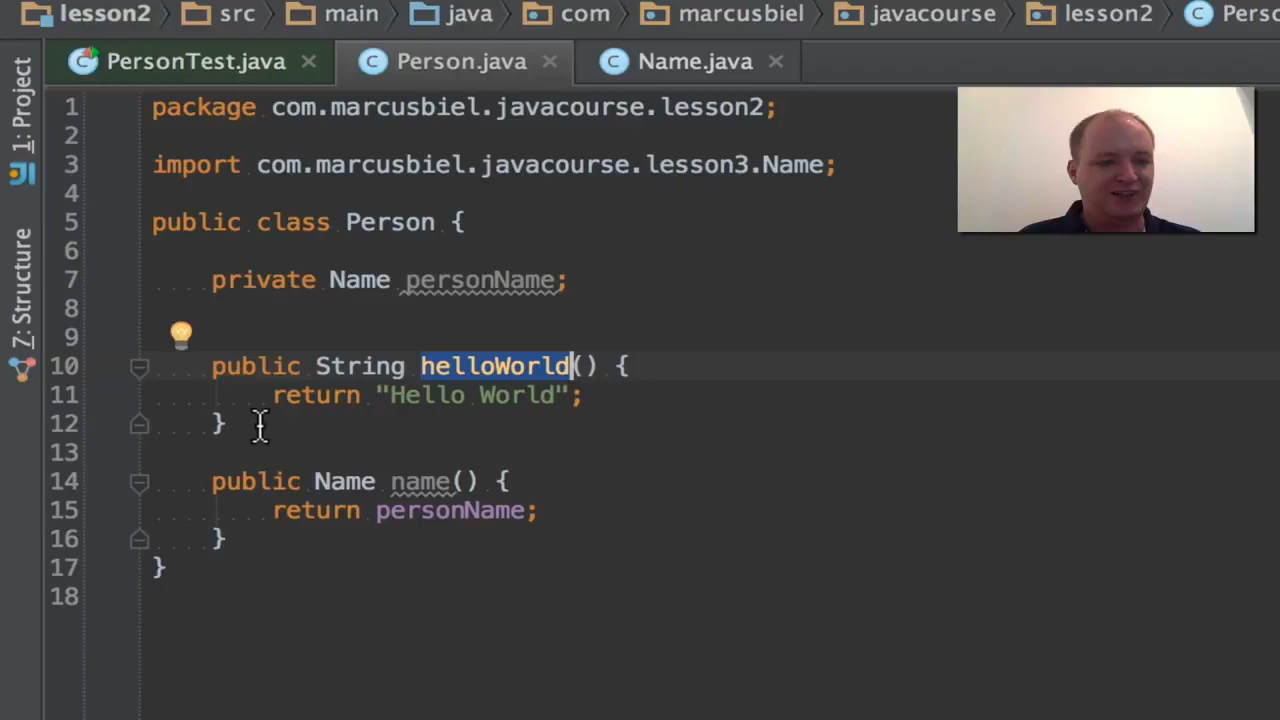 lesson2 src main java com marcusbiel javacourse lesson2 Perso
PersonTest.java Person.java Name.java
1: Project
Z: Structure
1 package com.marcusbiel.javacourse.lesson2;
2
3 import com.marcusbiel.javacourse.lesson3.Name;
4
5 public class Person {
6
7 private Name personName;
8
9
10 public String helloWorld() {
11 return "Hello World";
12 }
13
14 public Name name() {
15 return personName;
16 }
17 }
18